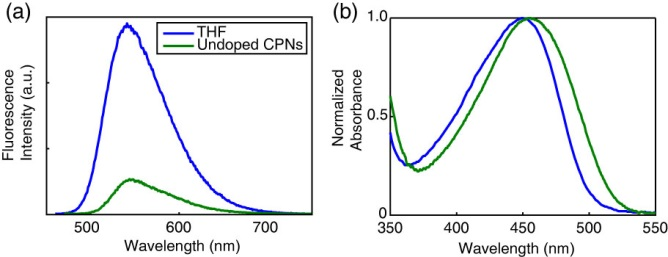 (a)
Fluorescence
Intensity (a.u.)
THF
Undoped CPNs
500 600 700
Wavelength (nm)
(b)
Normalized
Absorbance
1.0
0.5
0
350 400 450 500 550
Wavelength (nm)